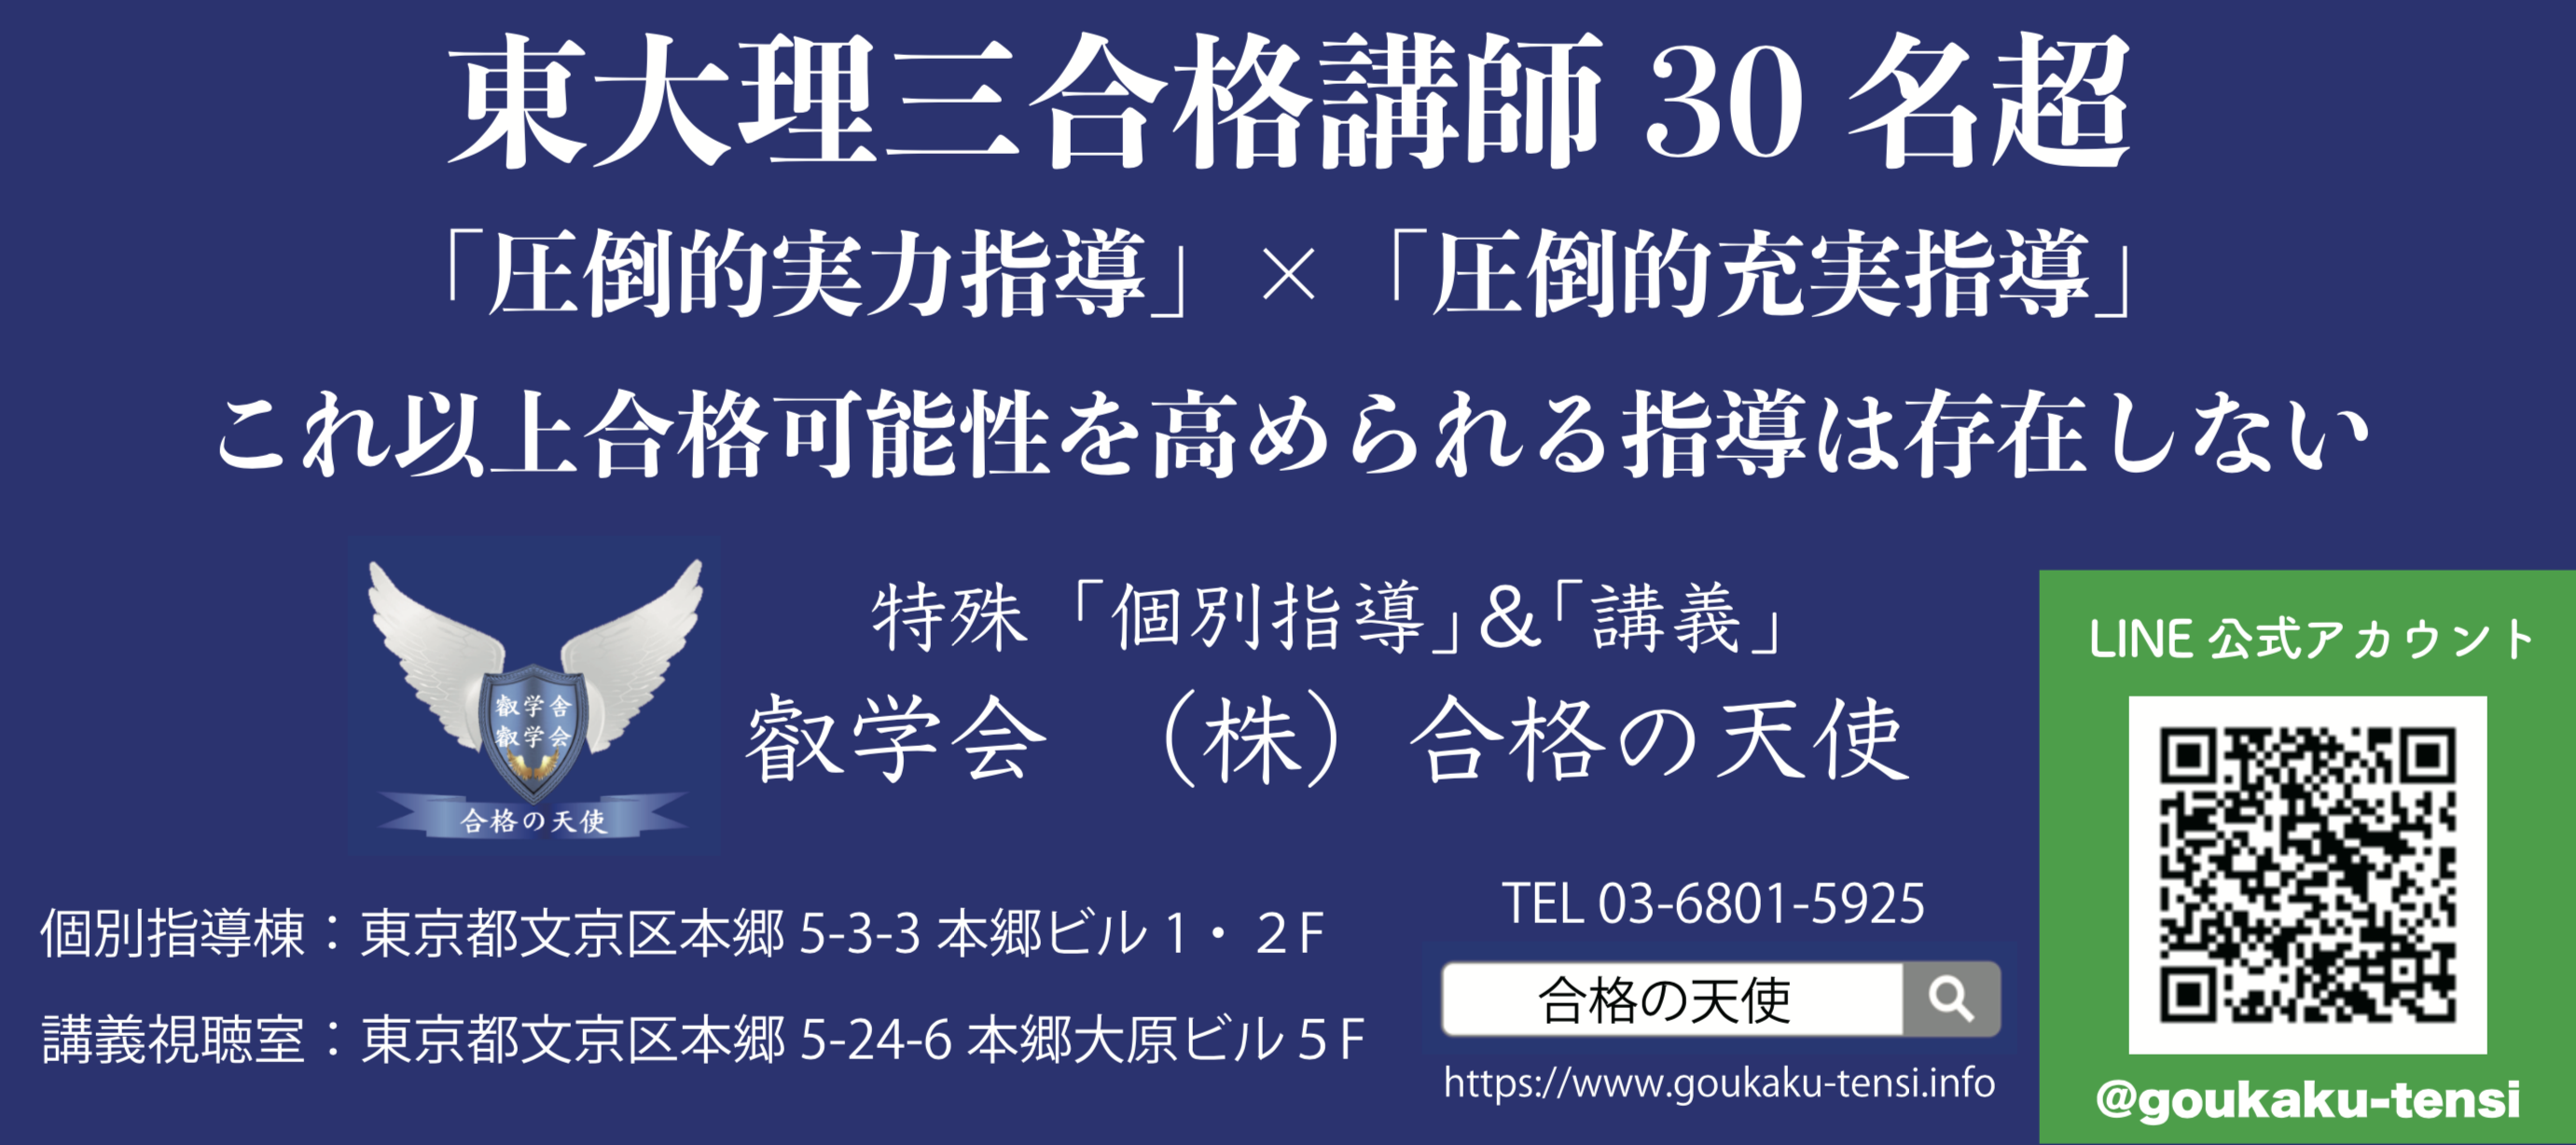 東大理三合格講師 30 名超
「圧倒的実力指導」×「圧倒的充実指導」
これ以上合格可能性を高められる指導は存在しない
特殊「個別指導」&「講義」
叡学舎
叡学会
合格の天使
叡学会 （株）合格の天使
個別指導棟：東京都文京区本郷 5-3-3 本郷ビル 1・２F
講義視聴室：東京都文京区本郷 5-24-6 本郷大原ビル 5F
TEL 03-6801-5925
合格の天使
https://www.goukaku-tensi.info
LINE 公式アカウント
@goukaku-tensi